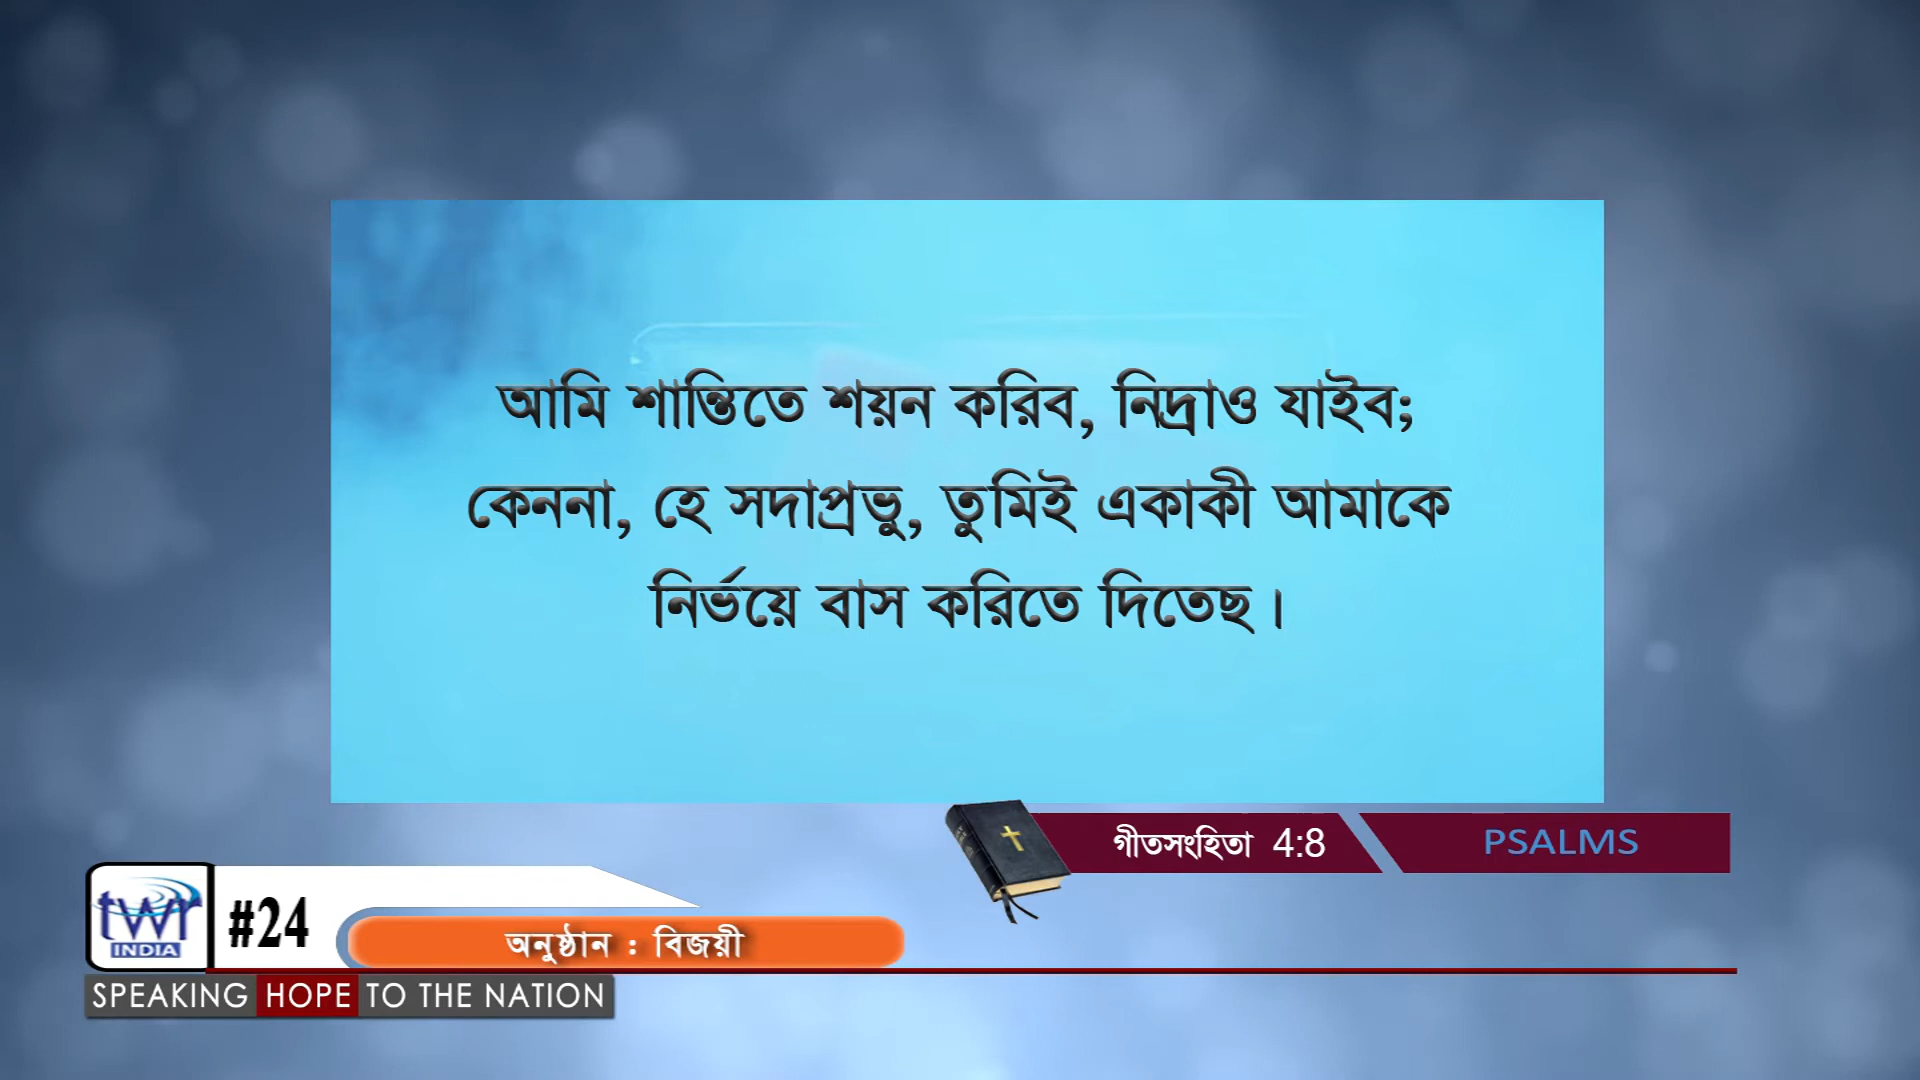 আমি শান্তিতে শয়ন করিব, নিদ্রাও যাইব;
কেননা, হে সদাপ্রভু, তুমিই একাকী আমাকে
নির্ভয়ে বাস করিতে দিতেছ।
গীতসংহিতা 4:8
PSALMS
twr
INDIA
#24
অনুষ্ঠান : বিজয়ী
SPEAKING HOPE TO THE NATION